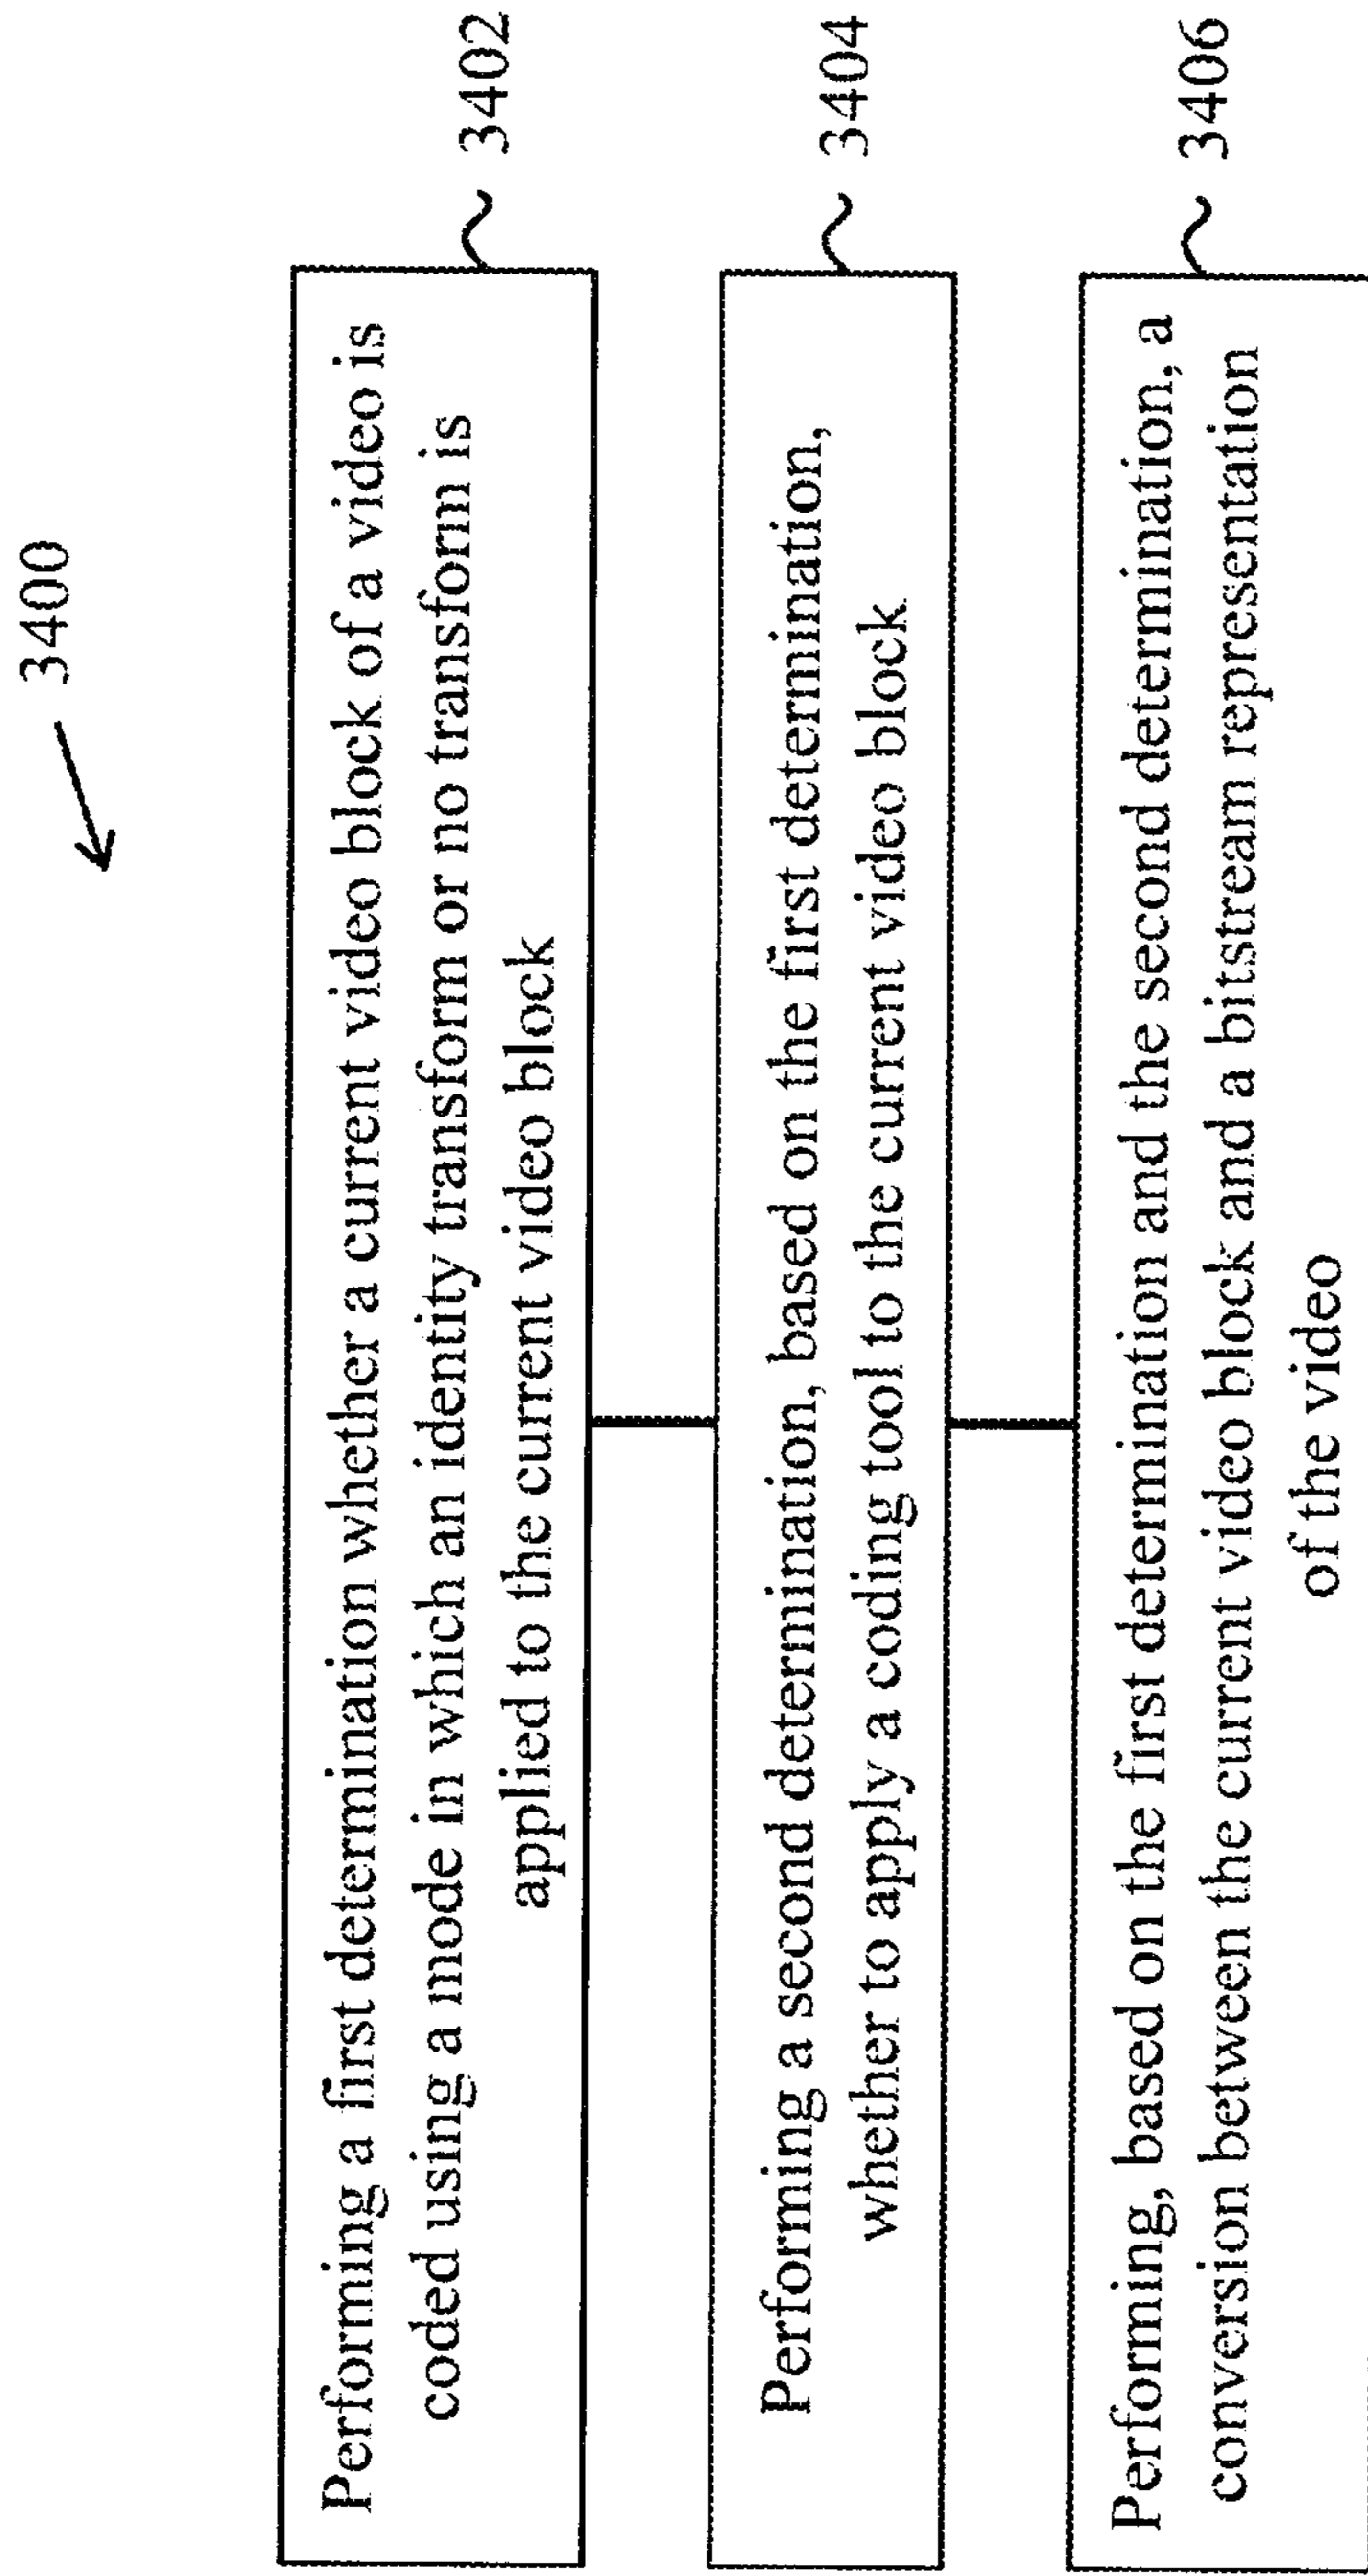 3400
Performing a first determination whether a current video block of a video is
coded using a mode in which an identity transform or no transform is
applied to the current video block
3402
Performing a second determination, based on the first determination,
whether to apply a coding tool to the current video block
3404
Performing, based on the first determination and the second determination, a
conversion between the current video block and a bitstream representation
of the video
3406